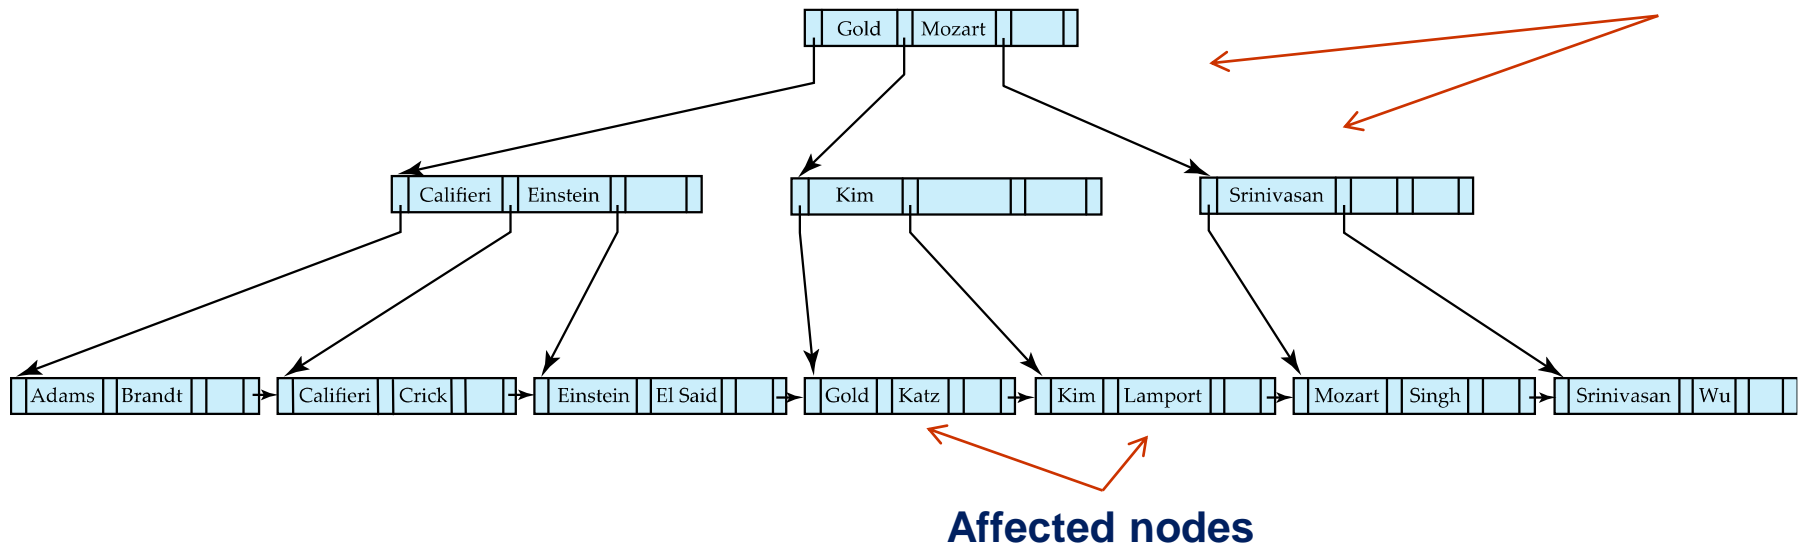 Gold Mozart
Califieri Einstein Kim Srinivasan
Adams Brandt Califieri Crick Einstein El Said Gold Katz Kim Lamport Mozart Singh Srinivasan Wu
Affected nodes